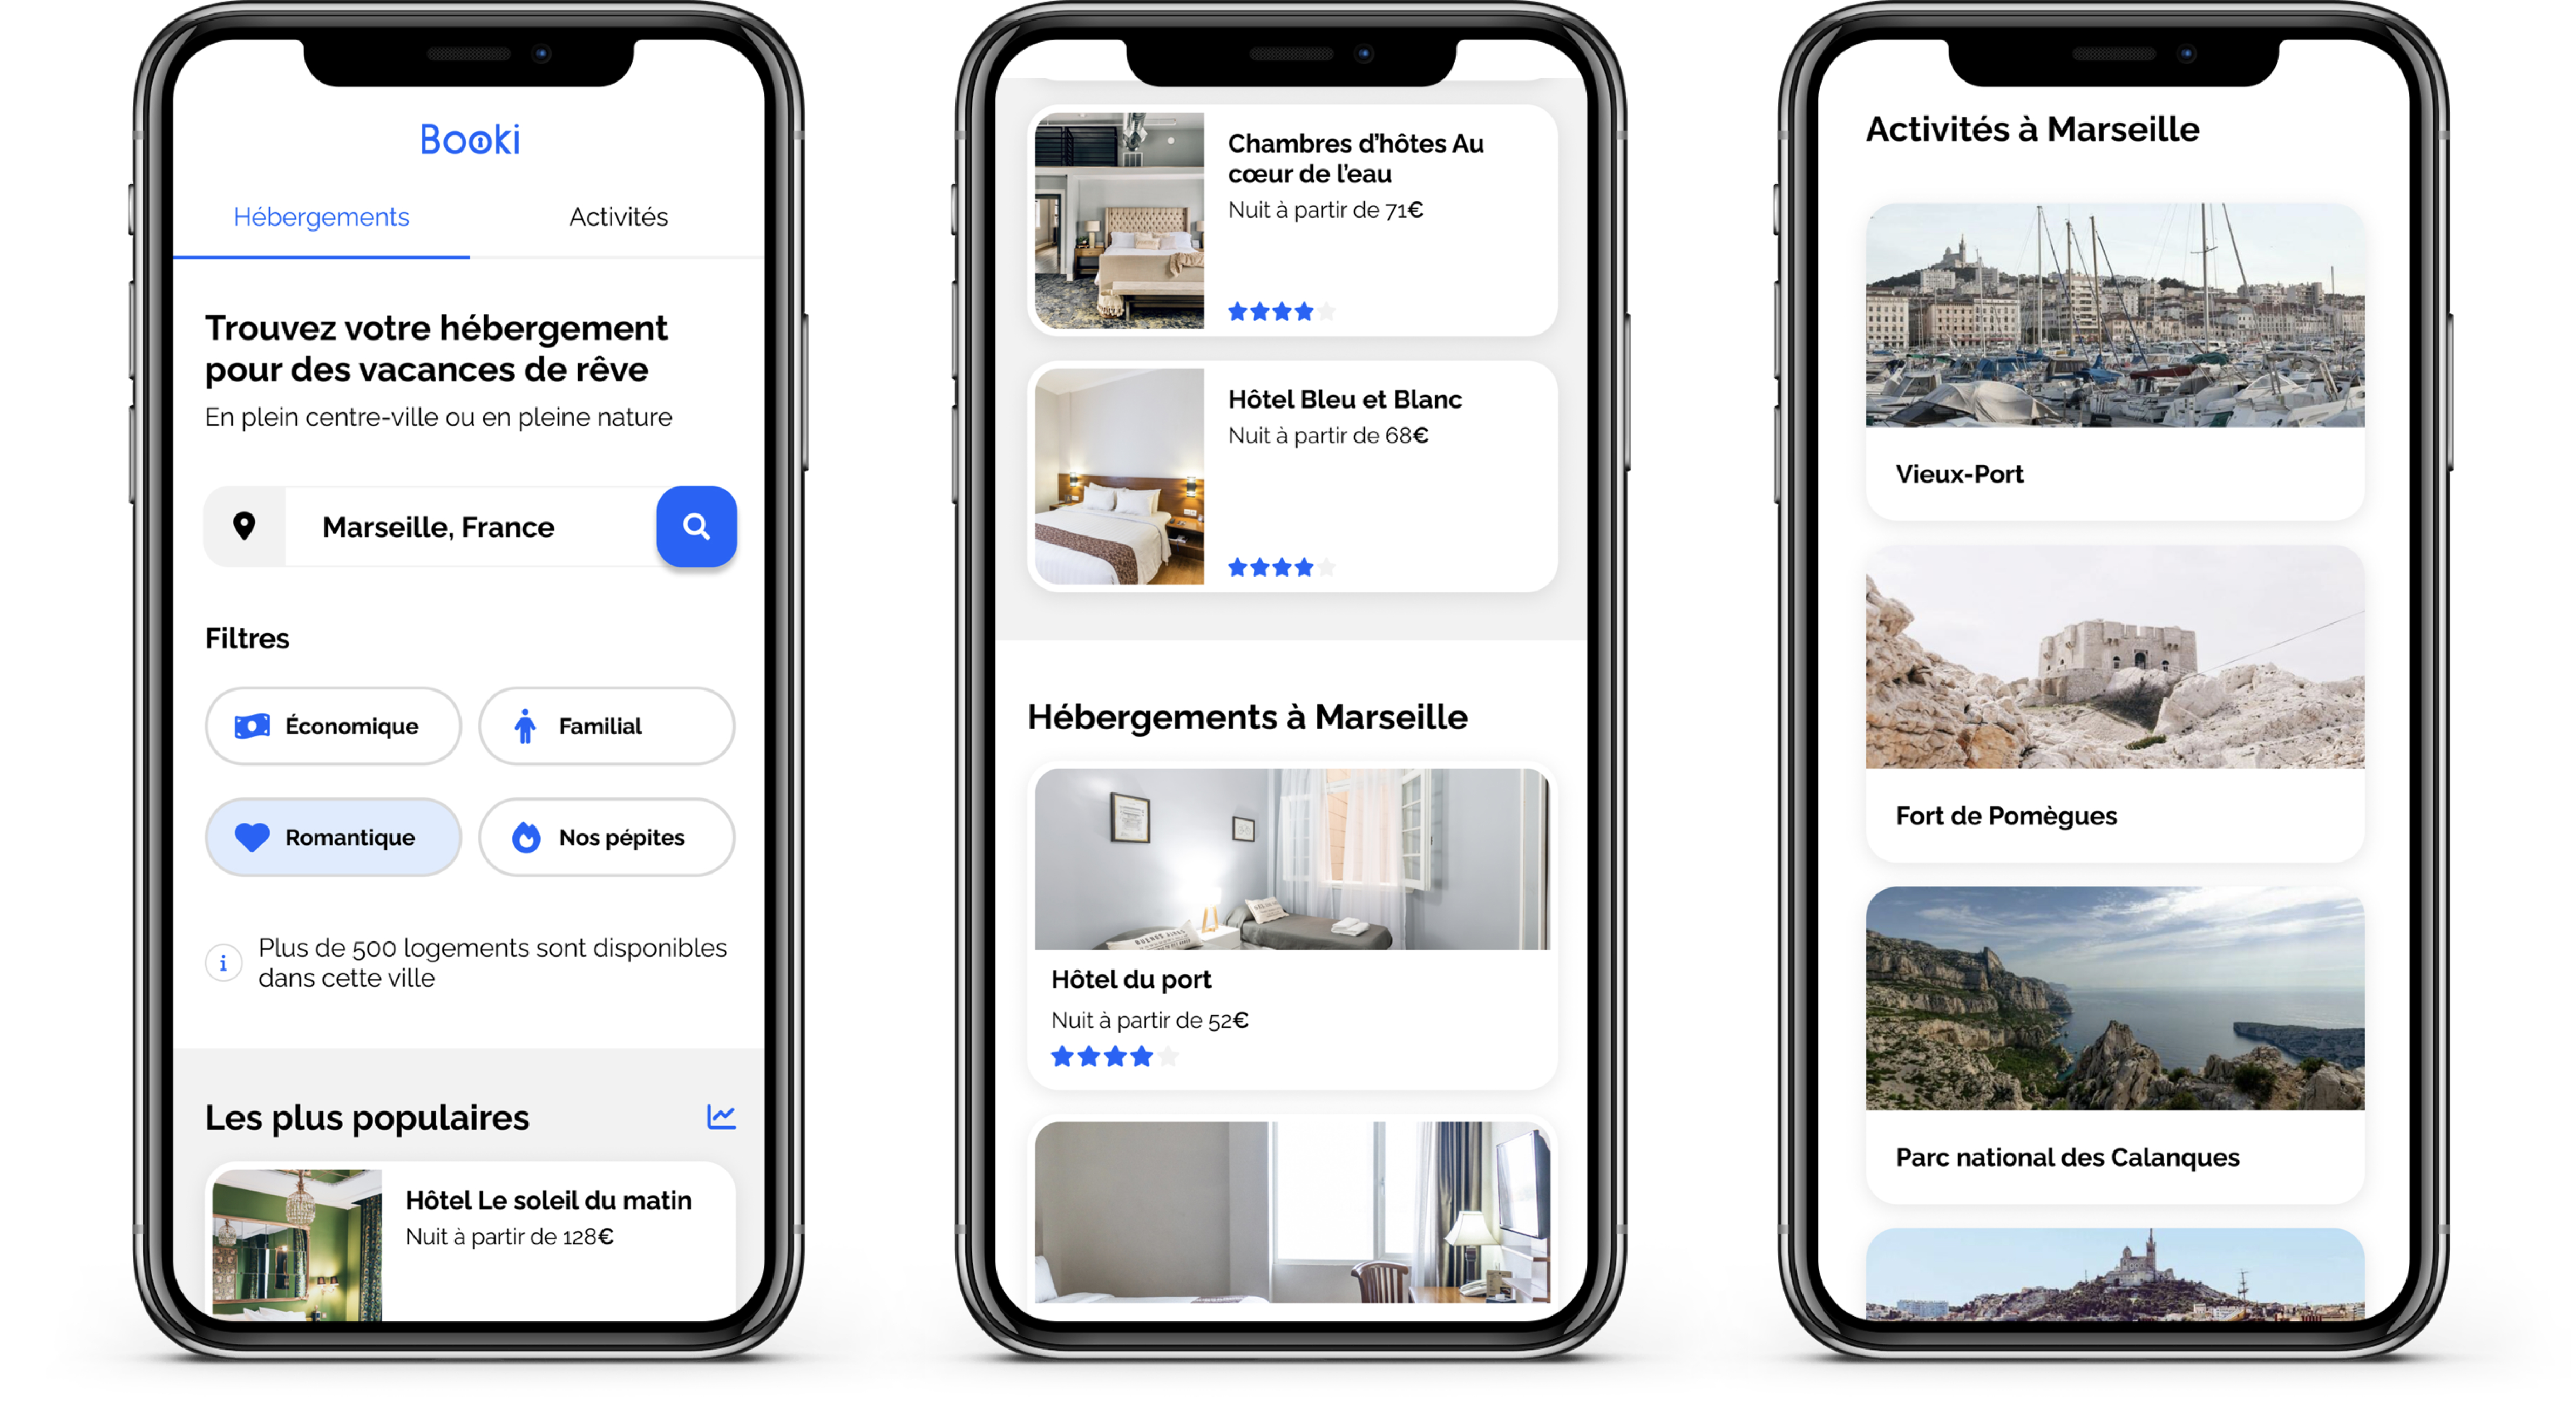 Booki
Hébergements
Activités
Trouvez votre hébergement
pour des vacances de rêve
En plein centre-ville ou en pleine nature
Marseille, France
Filtres
Économique
Familial
Romantique
Nos pépites
Plus de 500 logements sont disponibles
dans cette ville
Les plus populaires
Hôtel Le soleil du matin
Nuit à partir de 128€
Chambres d’hôtes Au
cœur de l’eau
Nuit à partir de 71€
Hôtel Bleu et Blanc
Nuit à partir de 68€
Hébergements à Marseille
BUENOS AIRES
Hôtel du port
Nuit à partir de 52€
Activités à Marseille
Vieux-Port
Fort de Pomègues
Parc national des Calanques